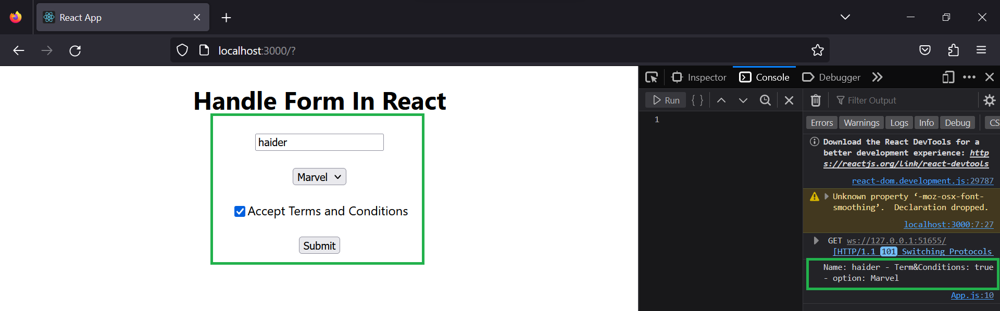 React App
localhost:3000/?
Handle Form In React
haider
Marvel
Accept Terms and Conditions
Submit
Inspector
Console
Debugger
Run
{ }
Filter Output
1
Errors
Warnings
Logs
Info
Debug
CS
Download the React DevTools for a
better development experience: http
s://reactjs.org/link/react-devtools
react-dom.development.js:29787
Unknown property ‘-moz-osx-font-
smoothing’.  Declaration dropped.
localhost:3000:7:27
GET ws://127.0.0.1:51655/
[HTTP/1.1 101 Switching Protocols
Name: haider - Term&Conditions: true
- option: Marvel
App.js:10